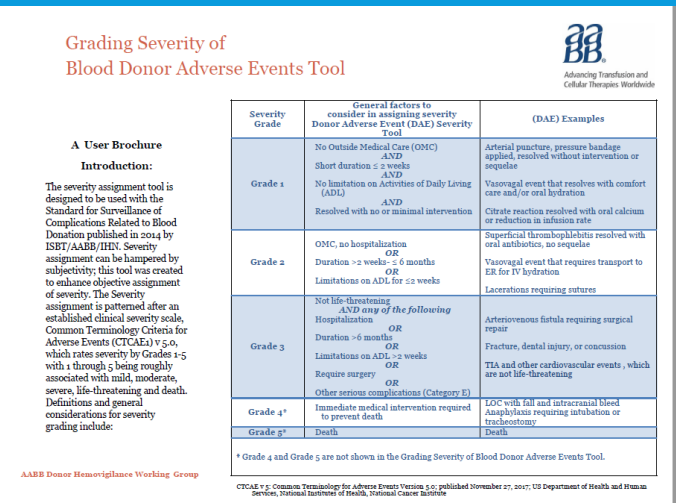 Grading Severity of
Blood Donor Adverse Events Tool
aaBB
Advancing Transfusion and
Cellular Therapies Worldwide
A User Brochure
Introduction:
The severity assignment tool is
designed to be used with the
Standard for Surveillance of
Complications Related to Blood
Donation published in 2014 by
ISBT/AABB/IHN. Severity
assignment can be hampered by
subjectivity; this tool was created
to enhance objective assignment
of severity. The Severity
assignment is patterned after an
established clinical severity scale,
Common Terminology Criteria for
Adverse Events (CTCAE1) v 5.0,
which rates severity by Grades 1-5
with 1 through 5 being roughly
associated with mild, moderate,
severe, life-threatening and death.
Definitions and general
considerations for severity
grading include:
AABB Donor Hemovigilance Working Group
Severity
Grade
General factors to
consider in assigning severity
Donor Adverse Event (DAE) Severity
Tool
(DAE) Examples
Grade 1
No Outside Medical Care (OMC)
AND
Short duration ≤ 2 weeks
AND
No limitation on Activities of Daily Living
(ADL)
AND
Resolved with no or minimal intervention
Arterial puncture, pressure bandage
applied, resolved without intervention or
sequelae
Vasovagal event that resolves with comfort
care and/or oral hydration
Citrate reaction resolved with oral calcium
or reduction in infusion rate
Grade 2
OMC, no hospitalization
OR
Duration >2 weeks- ≤ 6 months
OR
Limitations on ADL for ≤2 weeks
Superficial thrombophlebitis resolved with
oral antibiotics, no sequelae
Vasovagal event that requires transport to
ER for IV hydration
Lacerations requiring sutures
Grade 3
Not life-threatening
AND any of the following
Hospitalization
OR
Duration >6 months
OR
Limitations on ADL >2 weeks
OR
Require surgery
OR
Other serious complications (Category E)
Arteriovenous fistula requiring surgical
repair
Fracture, dental injury, or concussion
TIA and other cardiovascular events , which
are not life-threatening
Grade 4*
Immediate medical intervention required
to prevent death
LOC with fall and intracranial bleed
Anaphylaxis requiring intubation or
tracheostomy
Grade 5*
Death
Death
* Grade 4 and Grade 5 are not shown in the Grading Severity of Blood Donor Adverse Events Tool.
CTCAE v 5: Common Terminology for Adverse Events Version 5.0; published November 27, 2017; US Department of Health and Human
Services, National Institutes of Health, National Cancer Institute